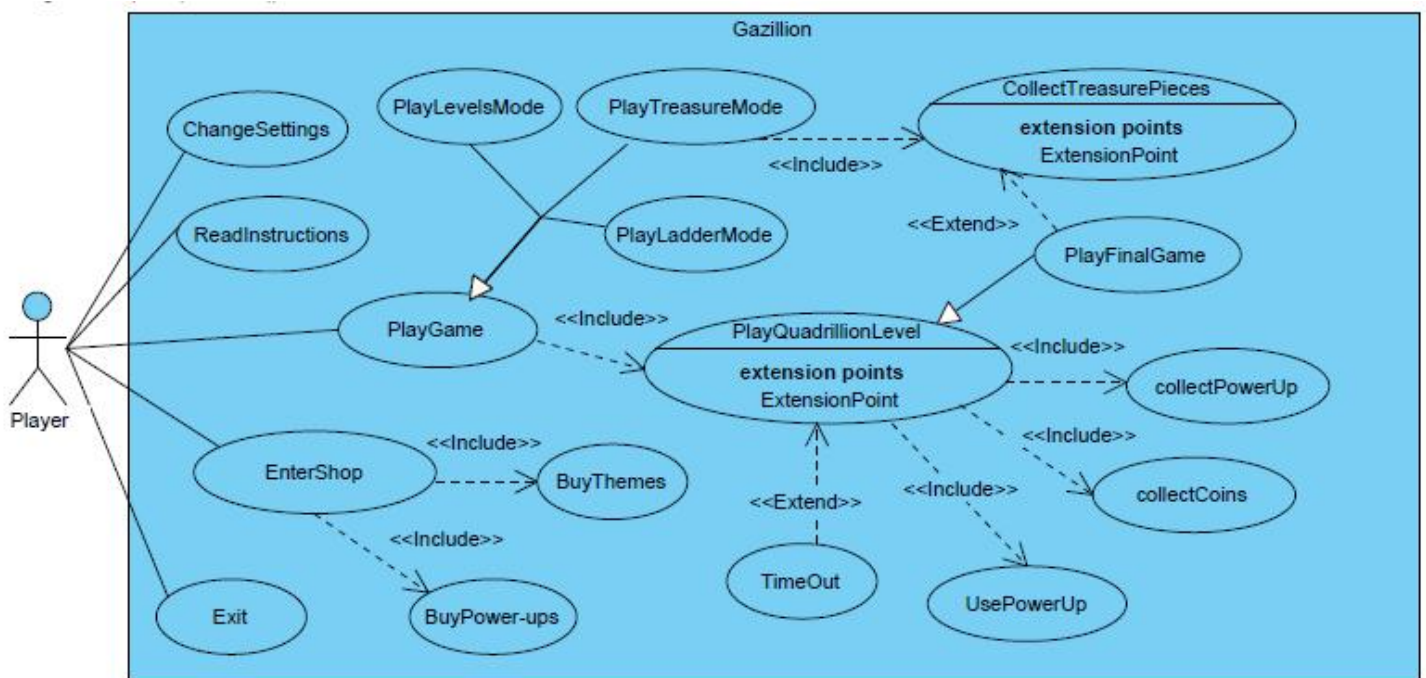 Gazillion
PlayLevelsMode
PlayTreasureMode
CollectTreasurePieces
extension points
ExtensionPoint
ChangeSettings
<<Include>>
ReadInstructions
PlayLadderMode
<<Extend>>
PlayFinalGame
PlayGame
<<Include>>
PlayQuadrillionLevel
extension points
ExtensionPoint
<<Include>>
collectPowerUp
Player
<<Include>>
<<Include>>
EnterShop
BuyThemes
<<Extend>>
<<Include>>
collectCoins
<<Include>>
TimeOut
UsePowerUp
Exit
BuyPower-ups